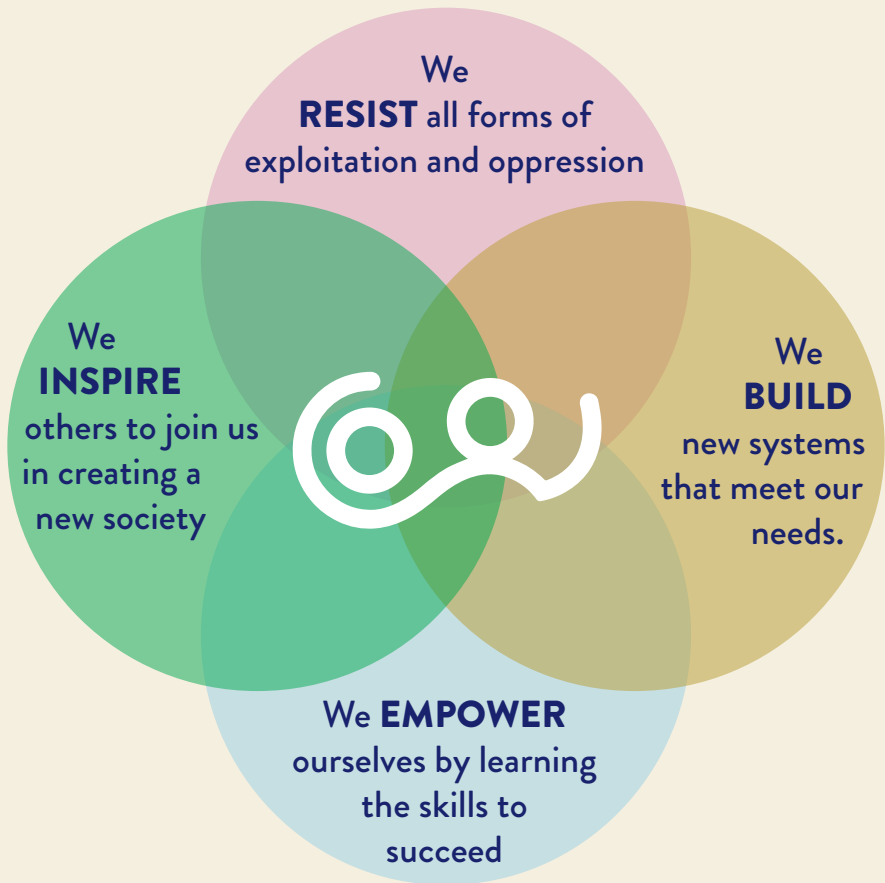 We
RESIST all forms of
exploitation and oppression
We
INSPIRE
others to join us
in creating a
new society
We
BUILD
new systems
that meet our
needs.
We EMPOWER
ourselves by learning
the skills to
succeed